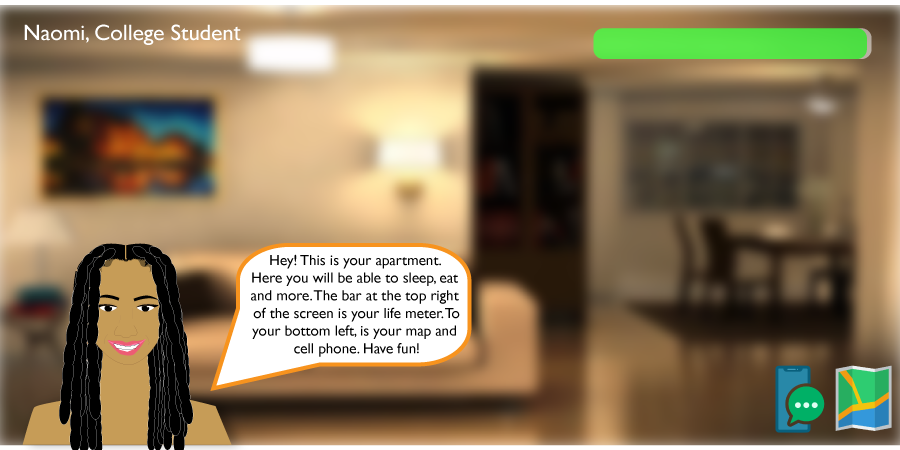 Naomi, College Student
Hey! This is your apartment.
Here you will be able to sleep, eat
and more. The bar at the top right
of the screen is your life meter. To
your bottom left, is your map and
cell phone. Have fun!